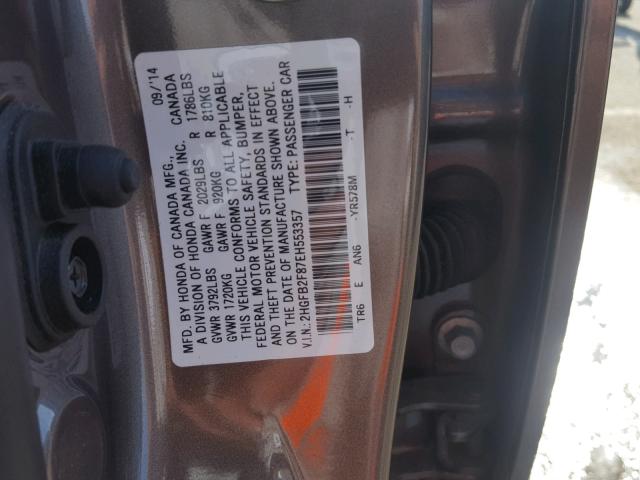 MFD. BY HONDA OF CANADA MFG., 09/'14
A DIVISION OF HONDA CANADA INC. CANADA
GVWR 3792LBS GAWR F 2029LBS R 1786LBS
GVWR 1720KG GAWR F 920KG R 810KG
THIS VEHICLE CONFORMS TO ALL APPLICABLE
FEDERAL MOTOR VEHICLE SAFETY, BUMPER,
AND THEFT PREVENTION STANDARDS IN EFFECT
ON THE DATE OF MANUFACTURE SHOWN ABOVE.
V.I.N.: 2HGFB2F87EH553357 TYPE: PASSENGER CAR
TR6 E AN6 -YR578M -T -H